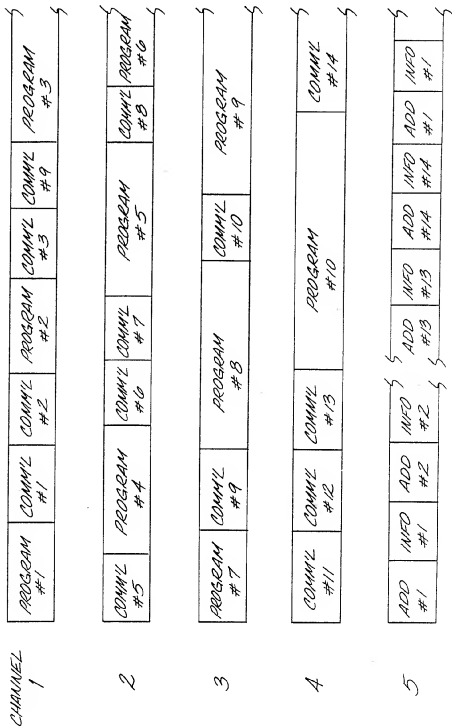 CHANNEL
1
PROGRAM
#1
COMM'L
#1
COMM'L
#2
PROGRAM
#2
COMM'L
#3
COMM'L
#9
PROGRAM
#3
2
COMM'L
#5
PROGRAM
#4
COMM'L
#6
COMM'L
#7
PROGRAM
#5
COMM'L
#8
PROGRAM
#6
3
PROGRAM
#7
COMM'L
#9
PROGRAM
#8
COMM'L
#10
PROGRAM
#9
4
COMM'L
#11
COMM'L
#12
COMM'L
#13
PROGRAM
#10
COMM'L
#14
5
ADD
#1
INFO
#1
ADD
#2
INFO
#2
ADD
#13
INFO
#13
ADD
#14
INFO
#14
ADD
#1
INFO
#1